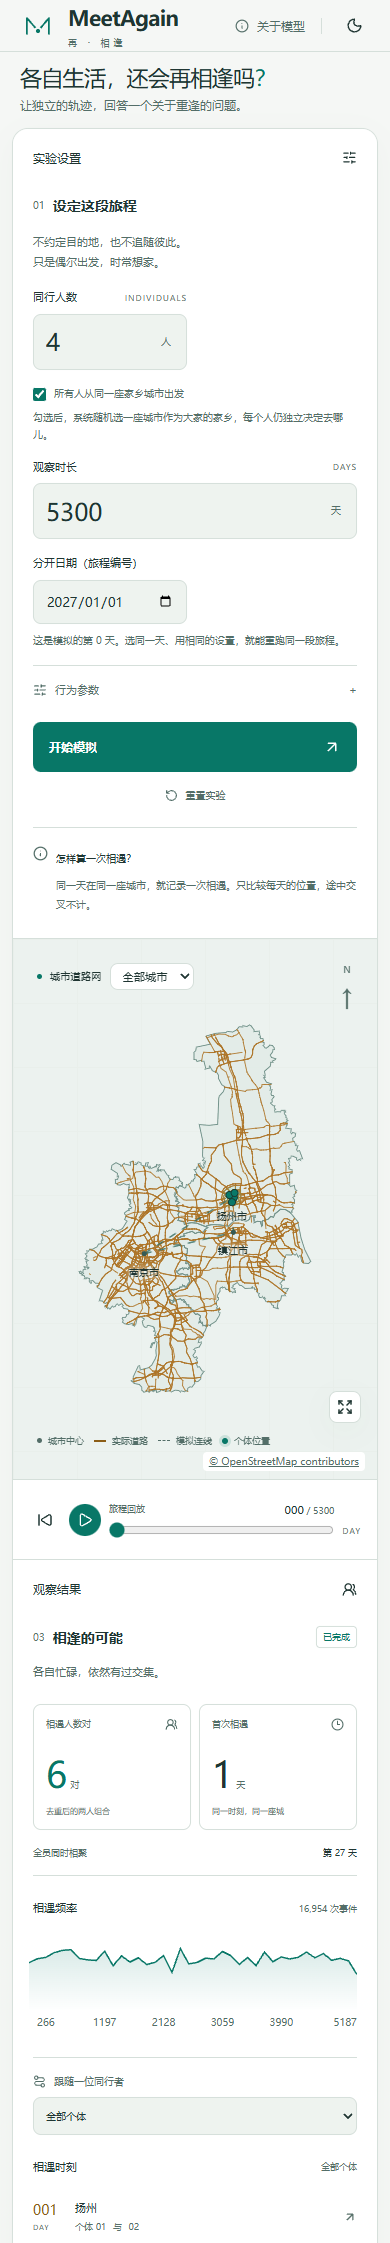 MeetAgain
再 · 相逢
关于模型
各自生活，还会再相逢吗？
让独立的轨迹，回答一个关于重逢的问题。
实验设置
01 设定这段旅程
不约定目的地，也不追随彼此。
只是偶尔出发，时常想家。
同行人数 INDIVIDUALS
4 人
所有人从同一座家乡城市出发
勾选后，系统随机选一座城市作为大家的家乡，每个人仍独立决定去哪
儿。
观察时长 DAYS
5300 天
分开日期（旅程编号）
2027/01/01
这是模拟的第 0 天。选同一天、用相同的设置，就能重跑同一段旅程。
行为参数 +
开始模拟
重置实验
怎样算一次相遇？
同一天在同一座城市，就记录一次相遇。只比较每天的位置，途中交
叉不计。
城市道路网 全部城市 N
扬州市
镇江市
南京市
城市中心 实际道路 模拟连线 个体位置
© OpenStreetMap contributors
旅程回放 000 / 5300
DAY
观察结果
03 相逢的可能 已完成
各自忙碌，依然有过交集。
相遇人数对 首次相遇
6 对 1 天
去重后的两人组合 同一时刻，同一座城
全员同时相聚 第 27 天
相遇频率 16,954 次事件
266 1197 2128 3059 3990 5187
跟随一位同行者
全部个体
相遇时刻 全部个体
001 扬州
DAY 个体 01 与 02